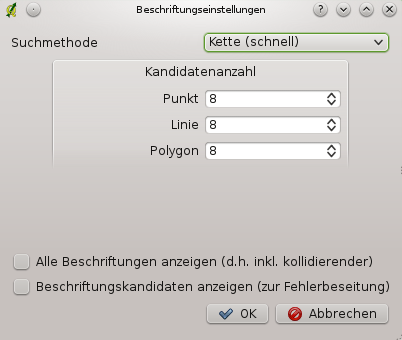 Beschriftungseinstellungen
Suchmethode Kette (schnell)
Kandidatenanzahl
Punkt 8
Linie 8
Polygon 8
Alle Beschriftungen anzeigen (d.h. inkl. kollidierender)
Beschriftungskandidaten anzeigen (zur Fehlerbeseitung)
OK Abbrechen